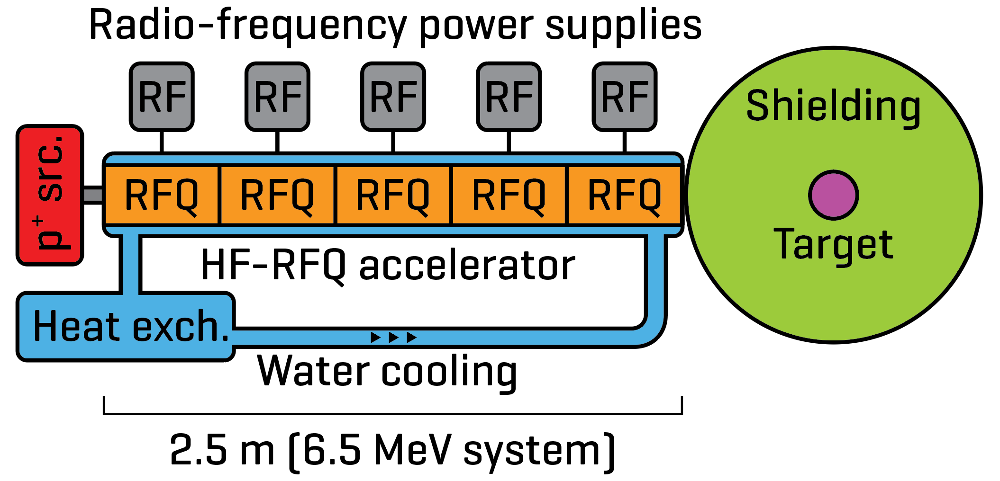 Radio-frequency power supplies
RF RF RF RF RF
Shielding
p⁺ src.
RFQ RFQ RFQ RFQ RFQ
Target
HF-RFQ accelerator
Heat exch.
Water cooling
2.5 m (6.5 MeV system)